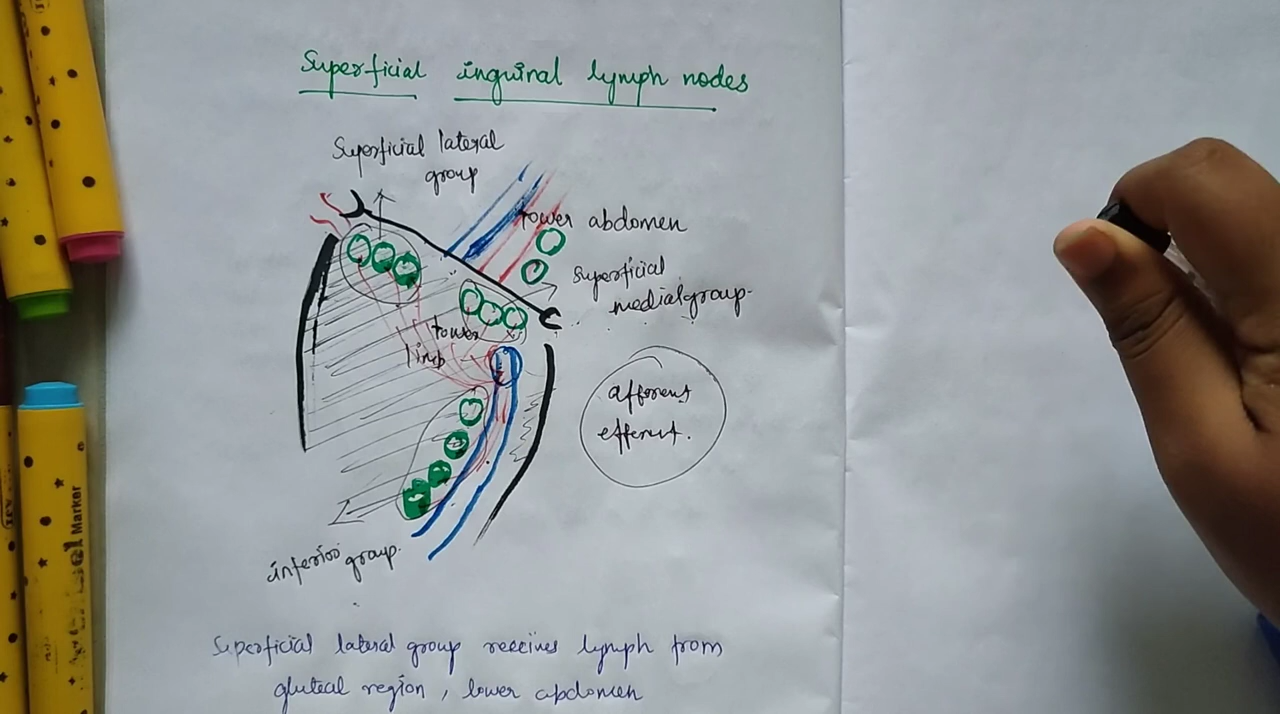 Superficial inguinal lymph nodes
Superficial lateral
group
lower abdomen
Superficial
medial group.
lower
limb
afferent
efferent.
inferior group.
Superficial lateral group receives lymph from
gluteal region, lower abdomen
Marker